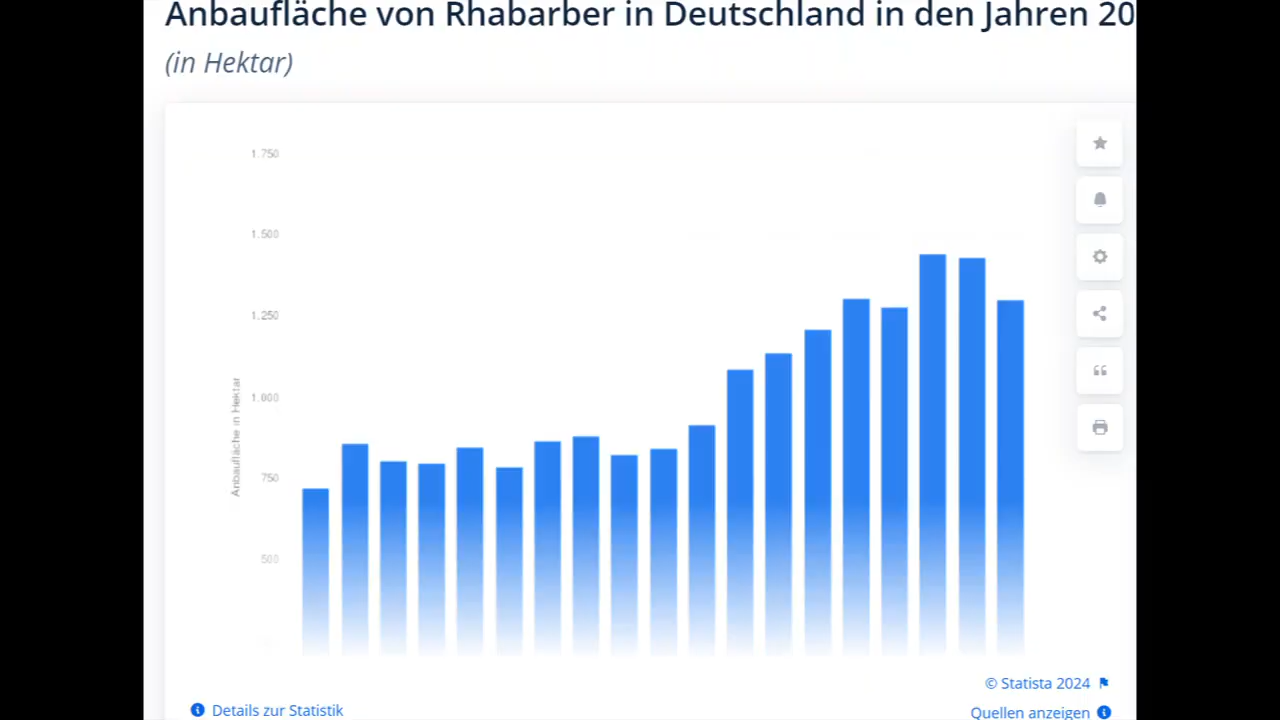 Anbaufläche von Rhabarber in Deutschland in den Jahren 20
(in Hektar)
1.750
1.500
1.250
1.000
750
500
Anbaufläche in Hektar
© Statista 2024
Details zur Statistik
Quellen anzeigen